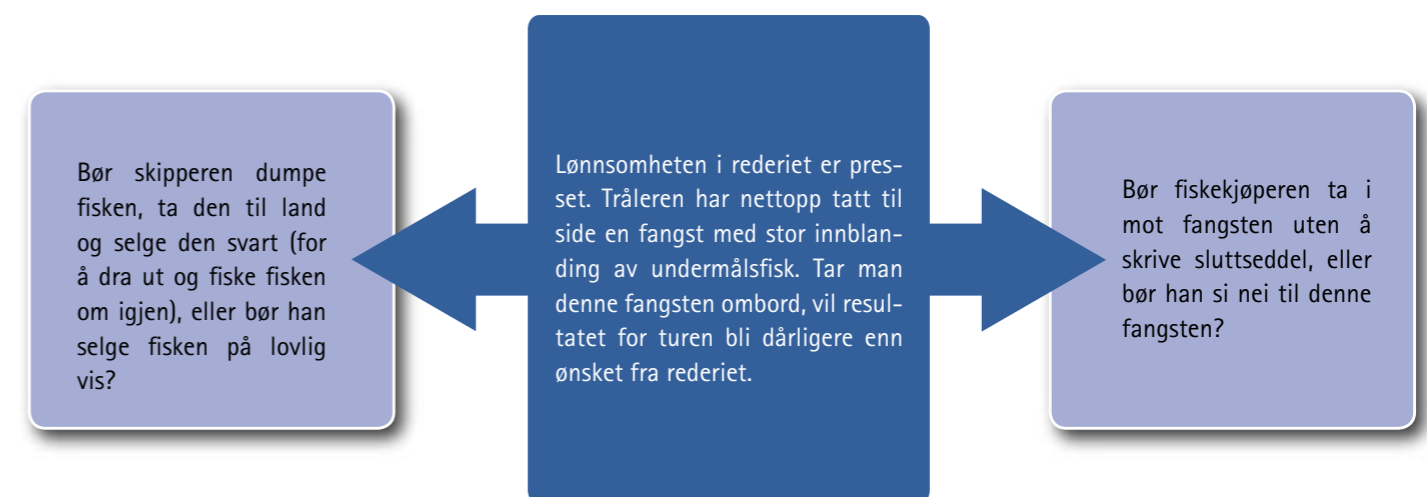 Bør skipperen dumpe
fisken, ta den til land
og selge den svart (for
å dra ut og fiske fisken
om igjen), eller bør han
selge fisken på lovlig
vis?
Lønnsomheten i rederiet er pres-
set. Tråleren har nettopp tatt til
side en fangst med stor innblan-
ding av undermålsfisk. Tar man
denne fangsten ombord, vil resul-
tatet for turen bli dårligere enn
ønsket fra rederiet.
Bør fiskekjøperen ta i
mot fangsten uten å
skrive sluttseddel, eller
bør han si nei til denne
fangsten?